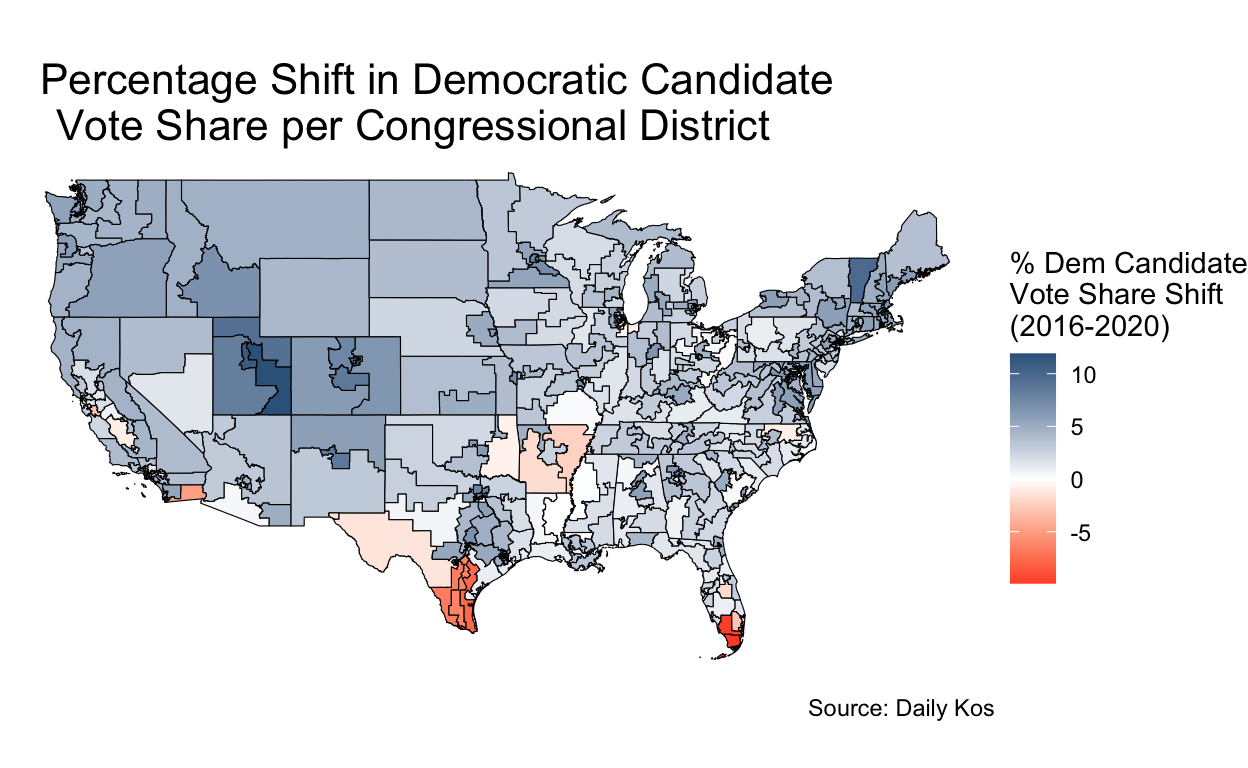 Percentage Shift in Democratic Candidate
Vote Share per Congressional District
% Dem Candidate
Vote Share Shift
(2016-2020)
10
5
0
-5
Source: Daily Kos